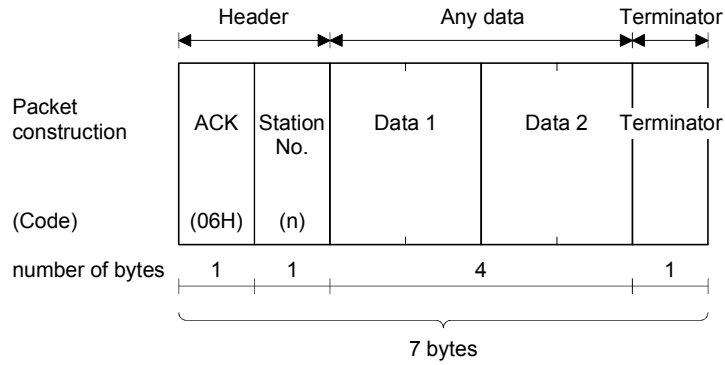 Header Any data Terminator
Packet construction
ACK Station No. Data 1 Data 2 Terminator
(Code) (06H) (n)
number of bytes 1 1 4 1
7 bytes